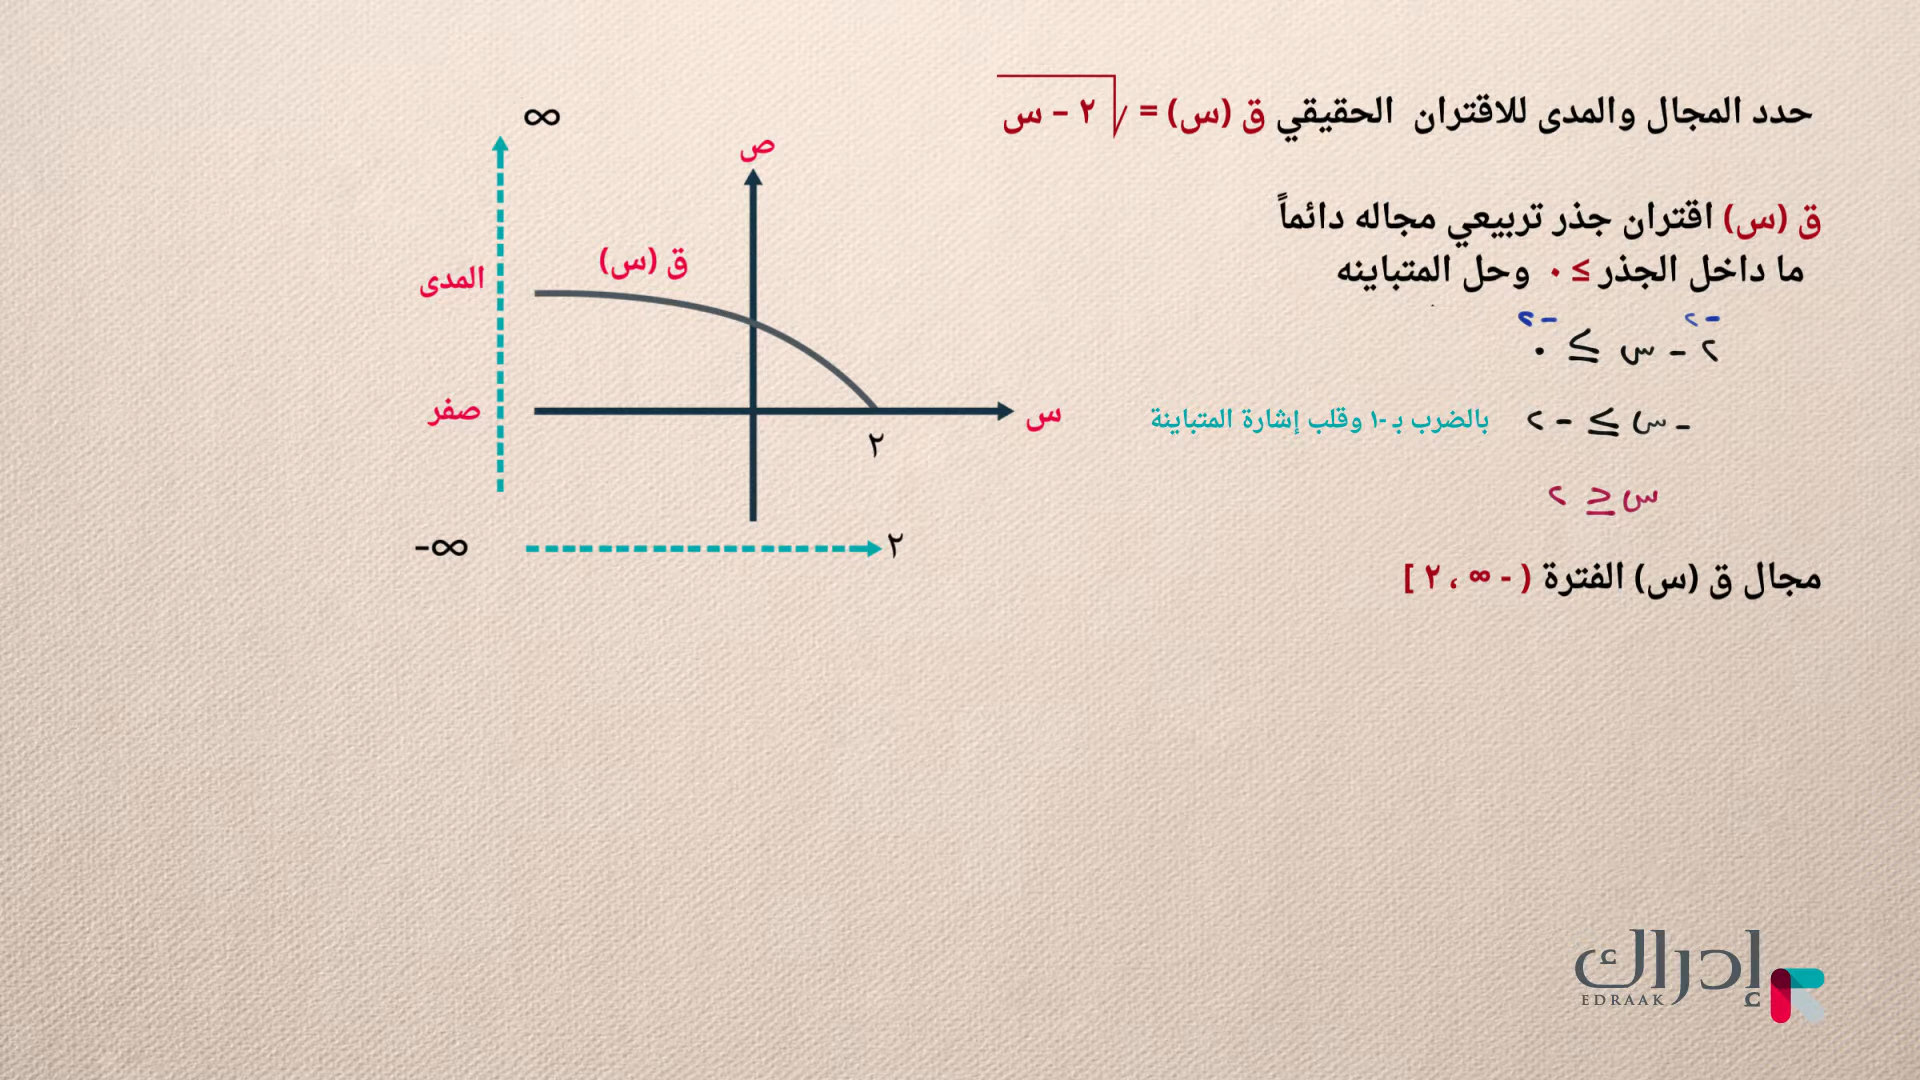 حدد المجال والمدى للاقتران الحقيقي ق (س) = √٢ – س
ق (س) اقتران جذر تربيعي مجاله دائماً
ما داخل الجذر ≥ ٠ وحل المتباينه
-٢ -٢
٢ - س ≥ ٠
- س ≥ - ٢ بالضرب بـ -١ وقلب إشارة المتباينة
س ≤ ٢
مجال ق (س) الفترة ( - ∞ ، ٢ ]
∞
ص
ق (س)
المدى
صفر
س
٢
-∞
٢
إدراك
EDRAAK